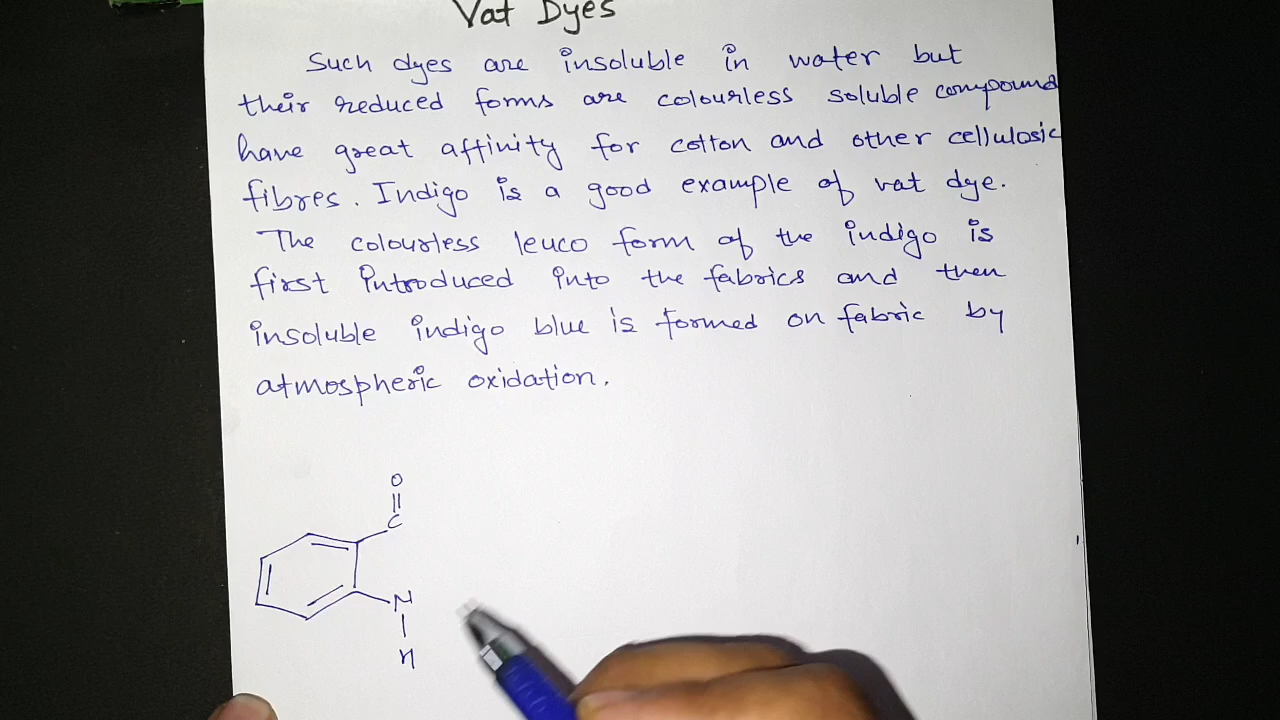 Vat Dyes
Such dyes are insoluble in water but
their reduced forms are colourless soluble compound
have great affinity for cotton and other cellulosic
fibres. Indigo is a good example of vat dye.
The colourless leuco form of the indigo is
first introduced into the fabrics and then
insoluble indigo blue is formed on fabric by
atmospheric oxidation.
O
C
N
H